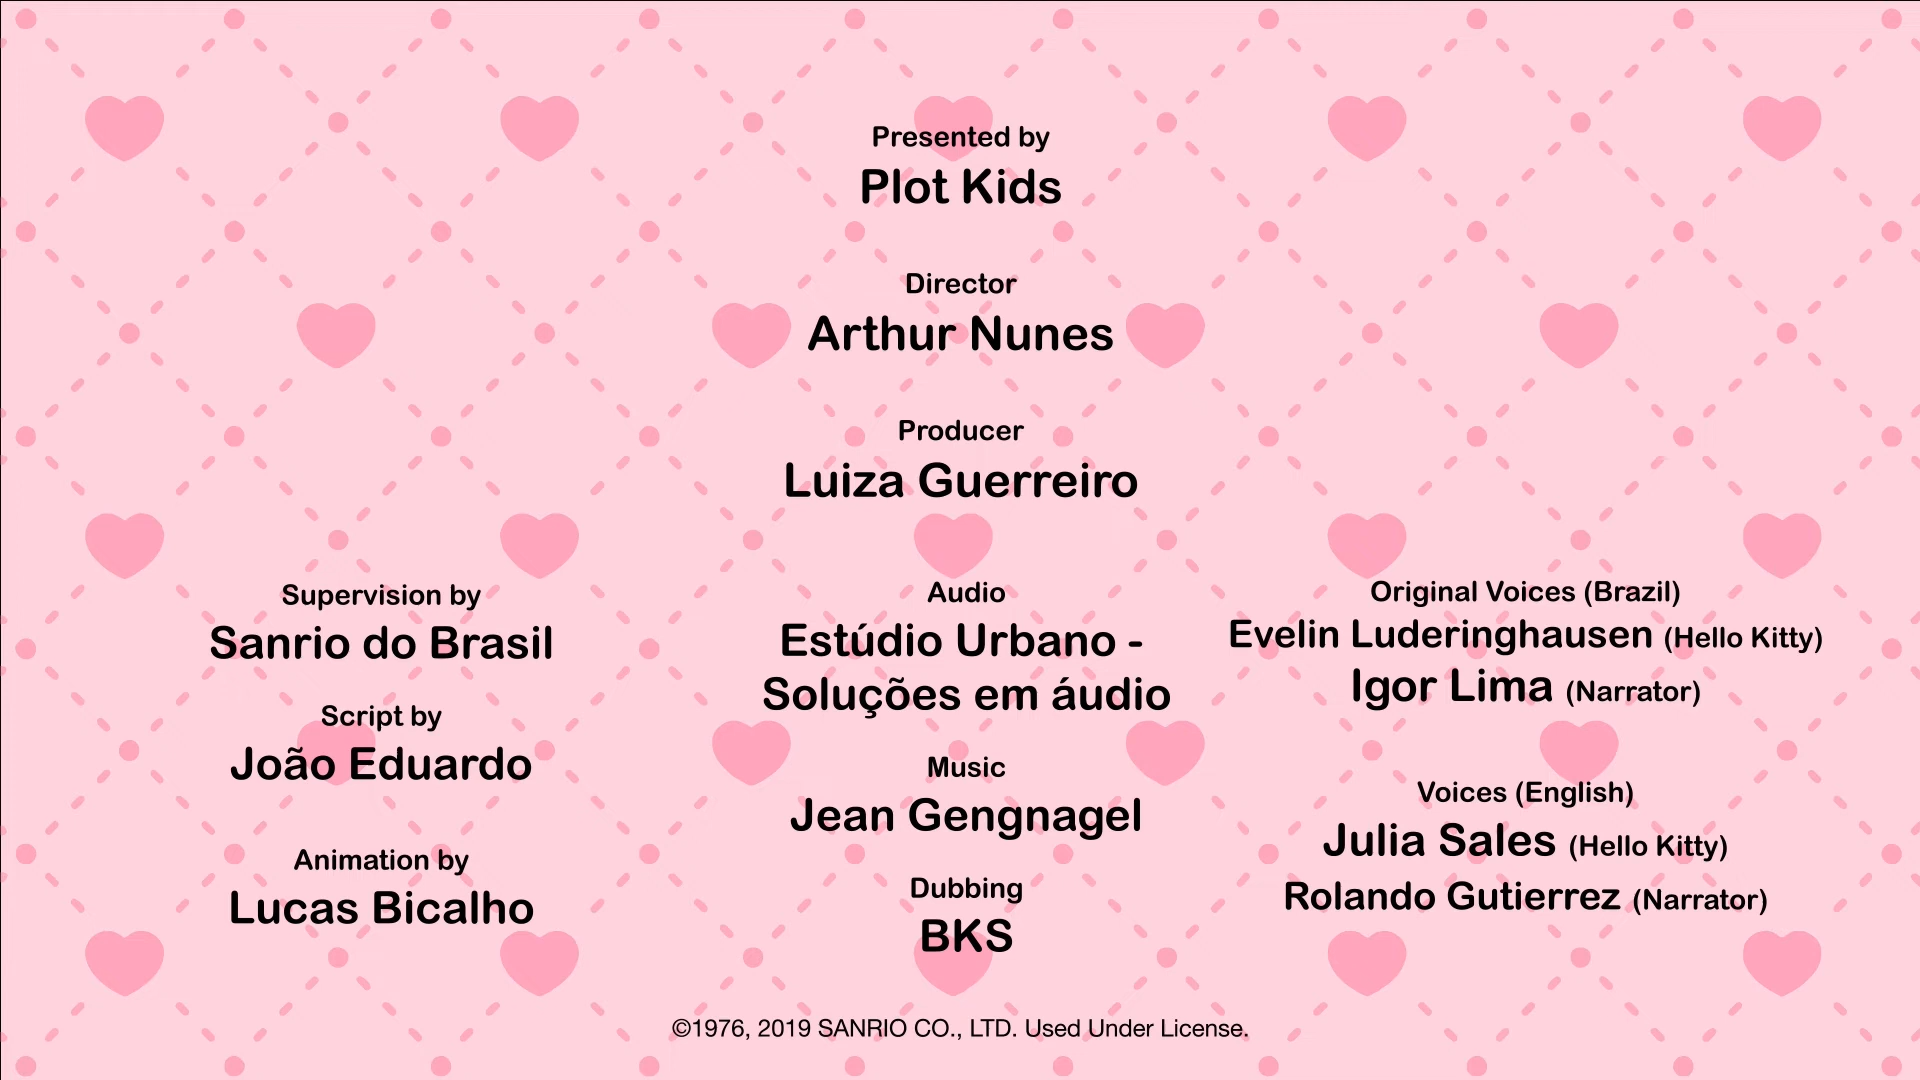 Presented by
Plot Kids
Director
Arthur Nunes
Producer
Luiza Guerreiro
Supervision by
Sanrio do Brasil
Script by
João Eduardo
Animation by
Lucas Bicalho
Audio
Estúdio Urbano -
Soluções em áudio
Music
Jean Gengnagel
Dubbing
BKS
Original Voices (Brazil)
Evelin Luderinghausen (Hello Kitty)
Igor Lima (Narrator)
Voices (English)
Julia Sales (Hello Kitty)
Rolando Gutierrez (Narrator)
©1976, 2019 SANRIO CO., LTD. Used Under License.